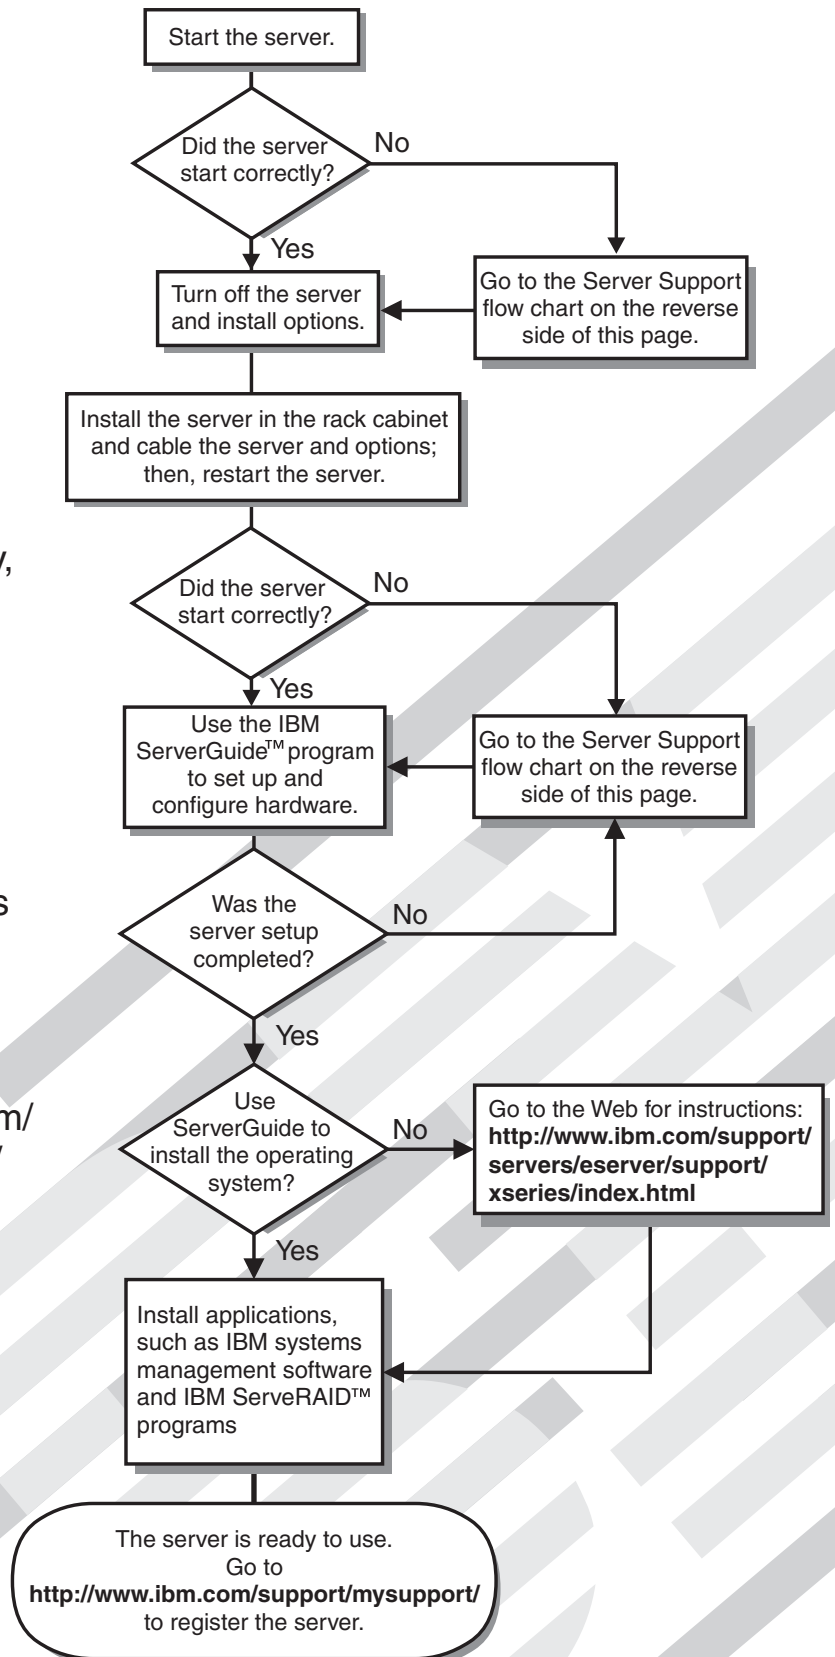 Start the server.
Did the server
start correctly?
No
Yes
Turn off the server
and install options.
Go to the Server Support
flow chart on the reverse
side of this page.
Install the server in the rack cabinet
and cable the server and options;
then, restart the server.
Did the server
start correctly?
No
Yes
Use the IBM
ServerGuide™ program
to set up and
configure hardware.
Go to the Server Support
flow chart on the reverse
side of this page.
Was the
server setup
completed?
No
Yes
Use
ServerGuide to
install the operating
system?
No
Go to the Web for instructions:
http://www.ibm.com/support/
servers/eserver/support/
xseries/index.html
Yes
Install applications,
such as IBM systems
management software
and IBM ServeRAID™
programs
The server is ready to use.
Go to
http://www.ibm.com/support/mysupport/
to register the server.